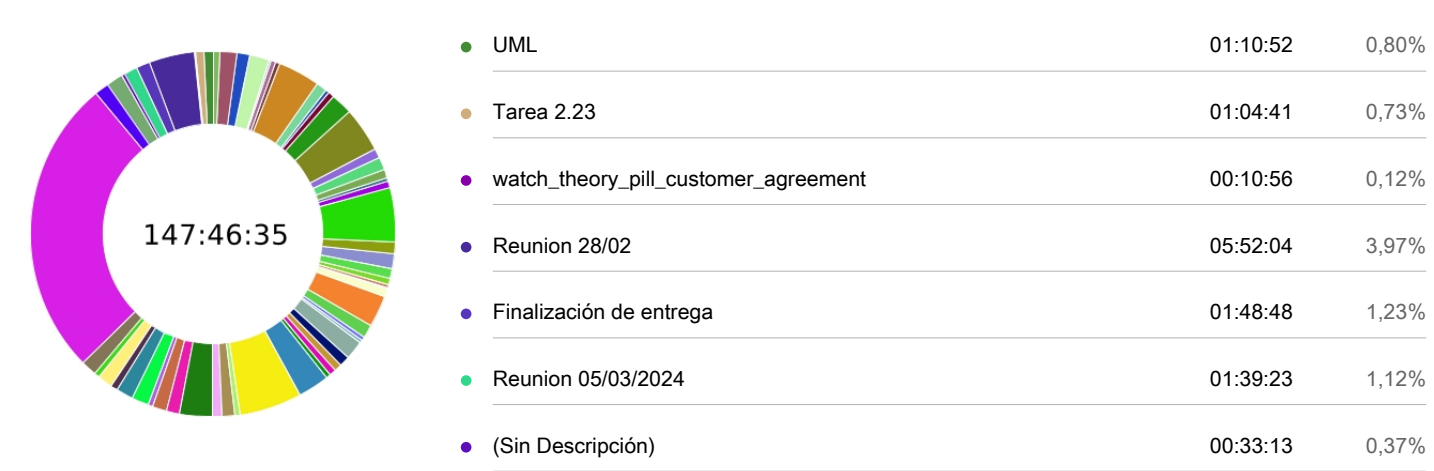 147:46:35
UML 01:10:52 0,80%
Tarea 2.23 01:04:41 0,73%
watch_theory_pill_customer_agreement 00:10:56 0,12%
Reunion 28/02 05:52:04 3,97%
Finalización de entrega 01:48:48 1,23%
Reunion 05/03/2024 01:39:23 1,12%
(Sin Descripción) 00:33:13 0,37%